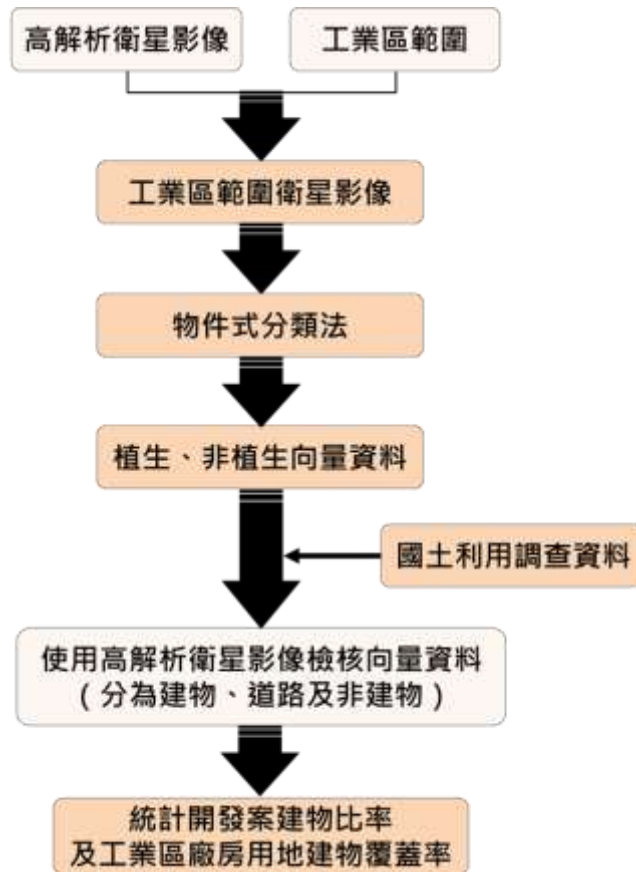 高解析衛星影像
工業區範圍
工業區範圍衛星影像
物件式分類法
植生、非植生向量資料
國土利用調查資料
使用高解析衛星影像檢核向量資料
(分為建物、道路及非建物)
統計開發案建物比率
及工業區廠房用地建物覆蓋率